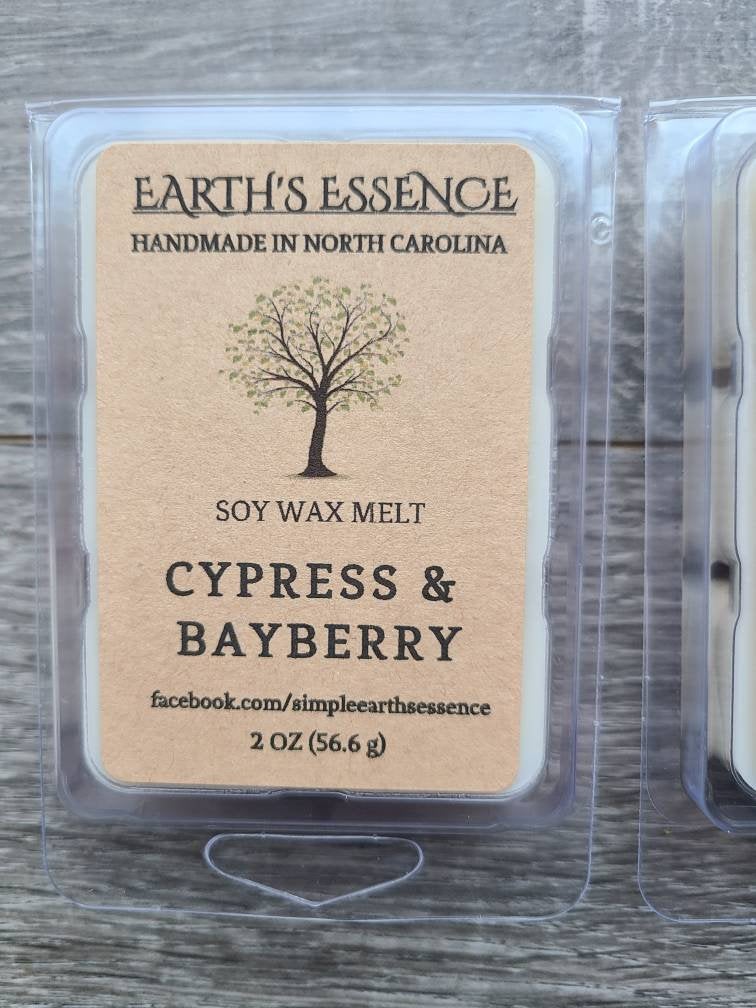 EARTH'S ESSENCE
HANDMADE IN NORTH CAROLINA
SOY WAX MELT
CYPRESS &
BAYBERRY
facebook.com/simpleearthsessence
2 OZ (56.6 g)